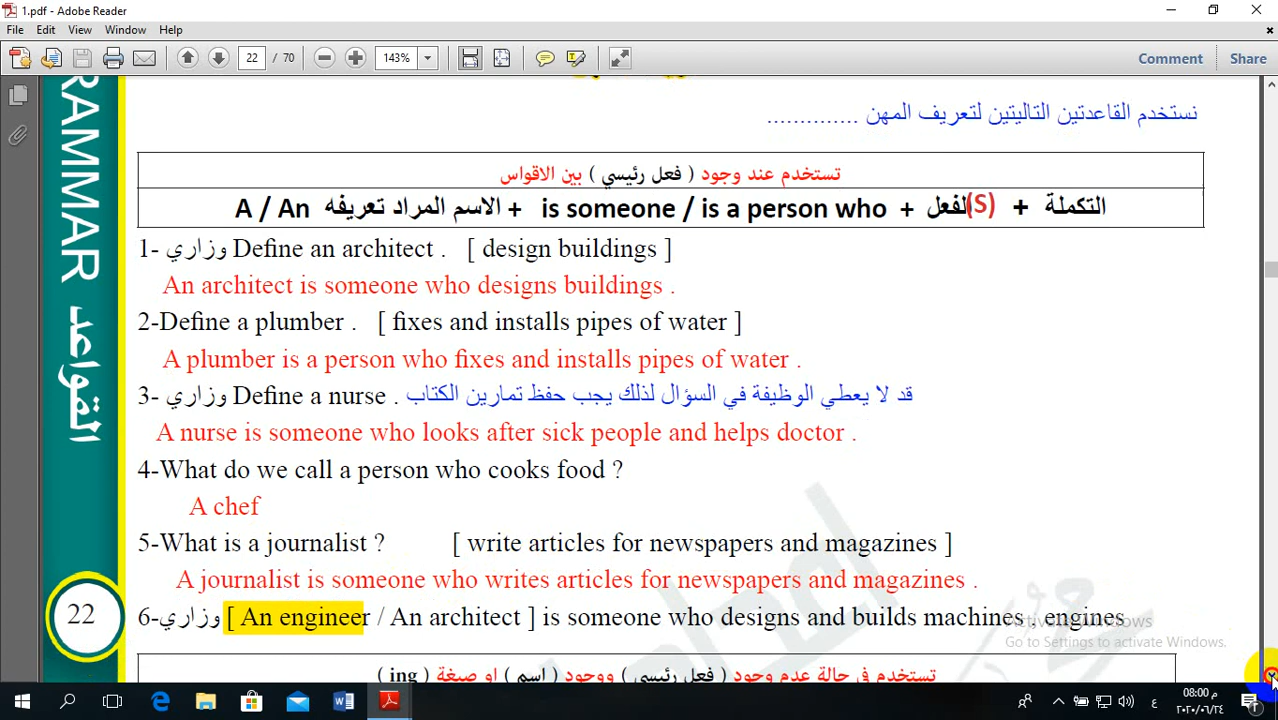 1.pdf - Adobe Reader
File Edit View Window Help
22 / 70 143% Comment Share
نستخدم القاعدتين التاليتين لتعريف المهن ..............
تستخدم عند وجود ( فعل رئيسي ) بين الاقواس
A / An الاسم المراد تعريفه + is someone / is a person who + الفعل(S) + التكملة
1- وزاري Define an architect . [ design buildings ]
An architect is someone who designs buildings .
2-Define a plumber . [ fixes and installs pipes of water ]
A plumber is a person who fixes and installs pipes of water .
3- وزاري Define a nurse . قد لا يعطي الوظيفة في السؤال لذلك يجب حفظ تمارين الكتاب
A nurse is someone who looks after sick people and helps doctor .
4-What do we call a person who cooks food ?
A chef
5-What is a journalist ? [ write articles for newspapers and magazines ]
A journalist is someone who writes articles for newspapers and magazines .
6-وزاري [ An engineer / An architect ] is someone who designs and builds machines , engines
تستخدم في حالة عدم وجود ( فعل رئيسي ) ووجود ( اسم ) او صيغة ( ing )
RAMMAR القواعد
22
Activate Windows
Go to Settings to activate Windows.
08:00 م
٢٠٢٠/٠٦/٢٤
ع